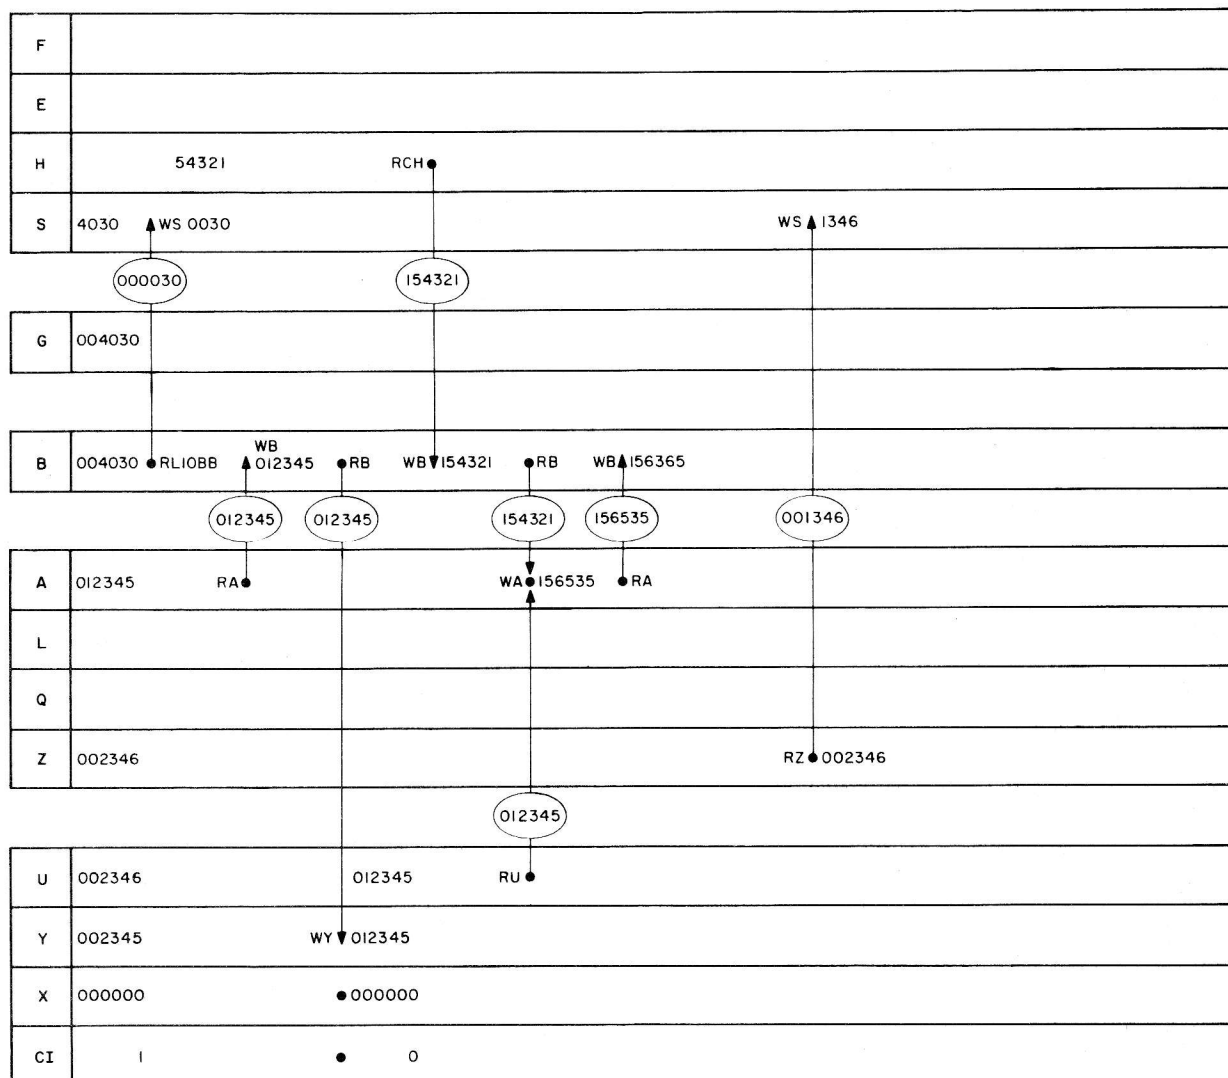 F
E
H 54321 RCH
S 4030 WS 0030 WS 1346
000030 154321
G 004030
WB
B 004030 RL10BB 012345 RB WB 154321 RB WB 156365
012345 012345 154321 156535 001346
A 012345 RA WA 156535 RA
L
Q
Z 002346 RZ 002346
012345
U 002346 012345 RU
Y 002345 WY 012345
X 000000 000000
CI 1 0